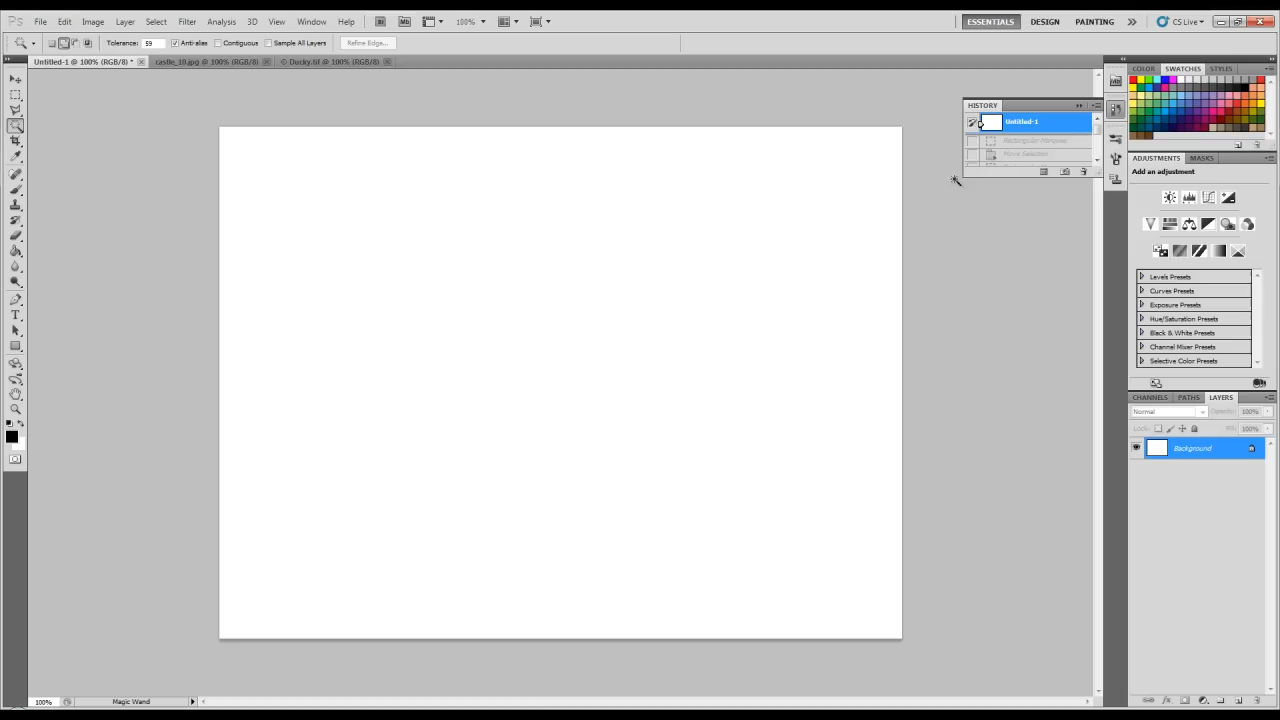 Ps File Edit Image Layer Select Filter Analysis 3D View Window Help Br Mb 100% ESSENTIALS DESIGN PAINTING CS Live
Tolerance: 59 Anti-alias Contiguous Sample All Layers Refine Edge...
Untitled-1 @ 100% (RGB/8) * castle_10.jpg @ 100% (RGB/8) © Ducky.tif @ 100% (RGB/8)
COLOR SWATCHES STYLES
HISTORY
Untitled-1
Rectangular Marquee
Move Selection
ADJUSTMENTS MASKS
Add an adjustment
Levels Presets
Curves Presets
Exposure Presets
Hue/Saturation Presets
Black & White Presets
Channel Mixer Presets
Selective Color Presets
CHANNELS PATHS LAYERS
Normal Opacity: 100%
Lock: Fill: 100%
Background
100% Magic Wand